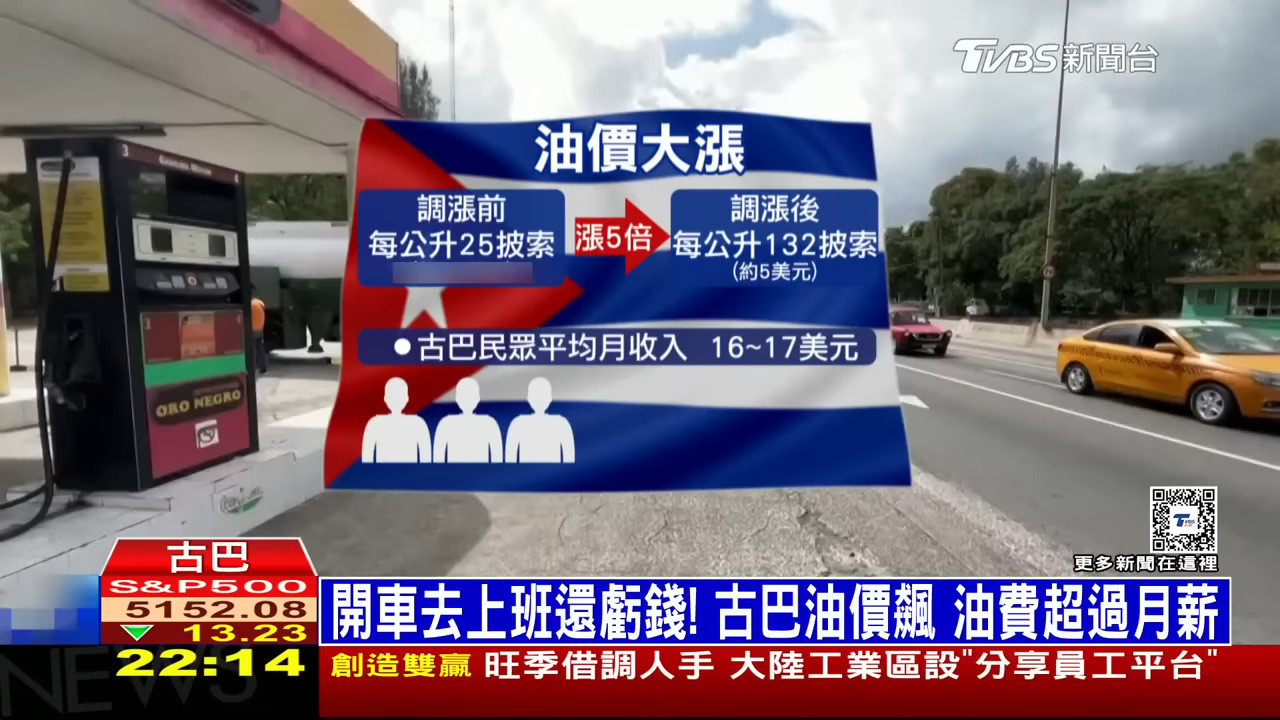 TVBS新聞台
油價大漲
調漲前
每公升25披索
漲5倍
調漲後
每公升132披索
(約5美元)
●古巴民眾平均月收入 16~17美元
3
4
3
ORO NEGRO
更多新聞在這裡
古巴
S&P500
5152.08
13.23
22:14
開車去上班還虧錢! 古巴油價飆 油費超過月薪
創造雙贏 旺季借調人手 大陸工業區設"分享員工平台"
NEWS